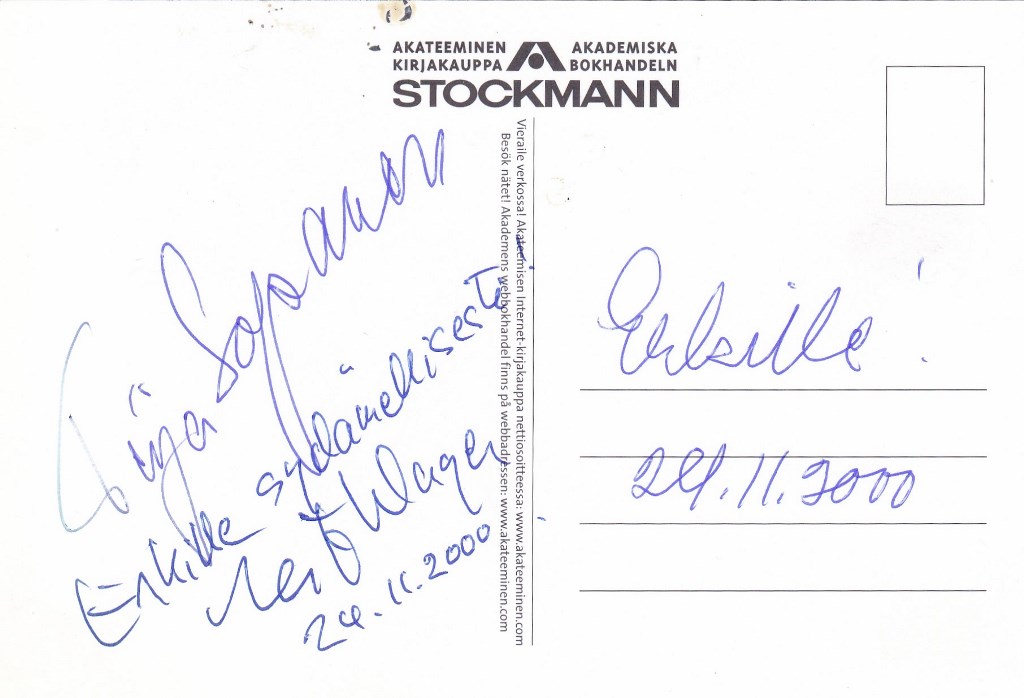 AKATEEMINEN KIRJAKAUPPA
AKADEMISKA BOKHANDELN
STOCKMANN
Vieraile verkossa! Akateemisen Internet-kirjakauppa nettiosoitteessa: www.akateeminen.com
Besök nätet! Akademens webbokhandel finns på webbadressen: www.akateeminen.com
Erkille
sydämellisesti
24.11.2000
Erkille!
24.11.2000